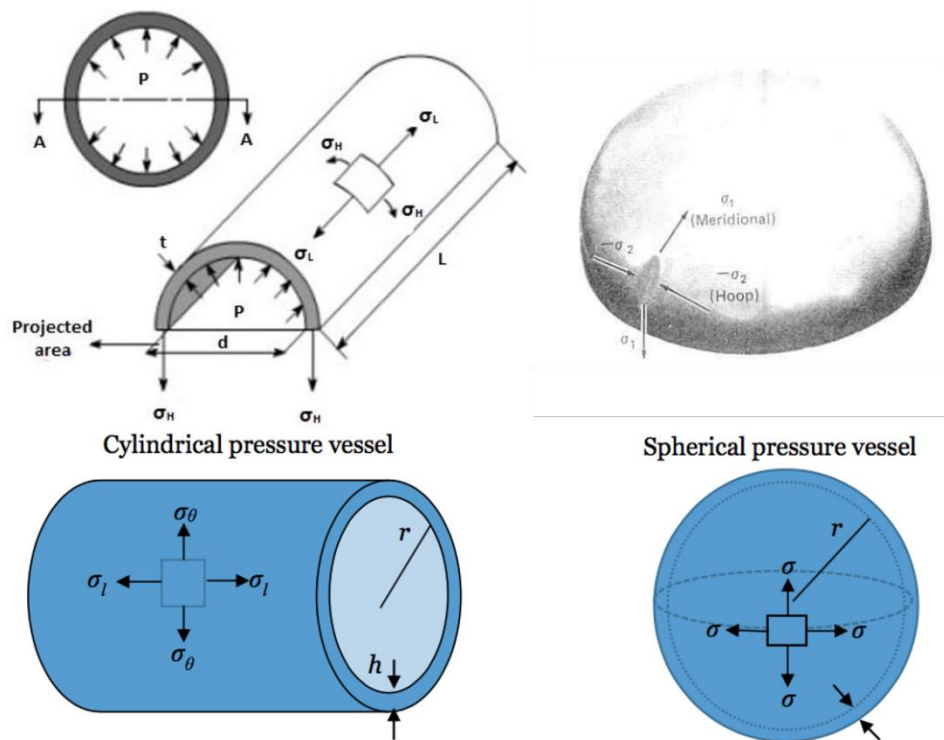 P
A
A
σL
σH
σH
σL
t
L
P
Projected
area
d
σH
σH
σ1
(Meridional)
−σ2
−σ2
(Hoop)
σ1
Cylindrical pressure vessel
Spherical pressure vessel
σθ
r
σl
σl
σθ
h
r
σ
σ
σ
σ